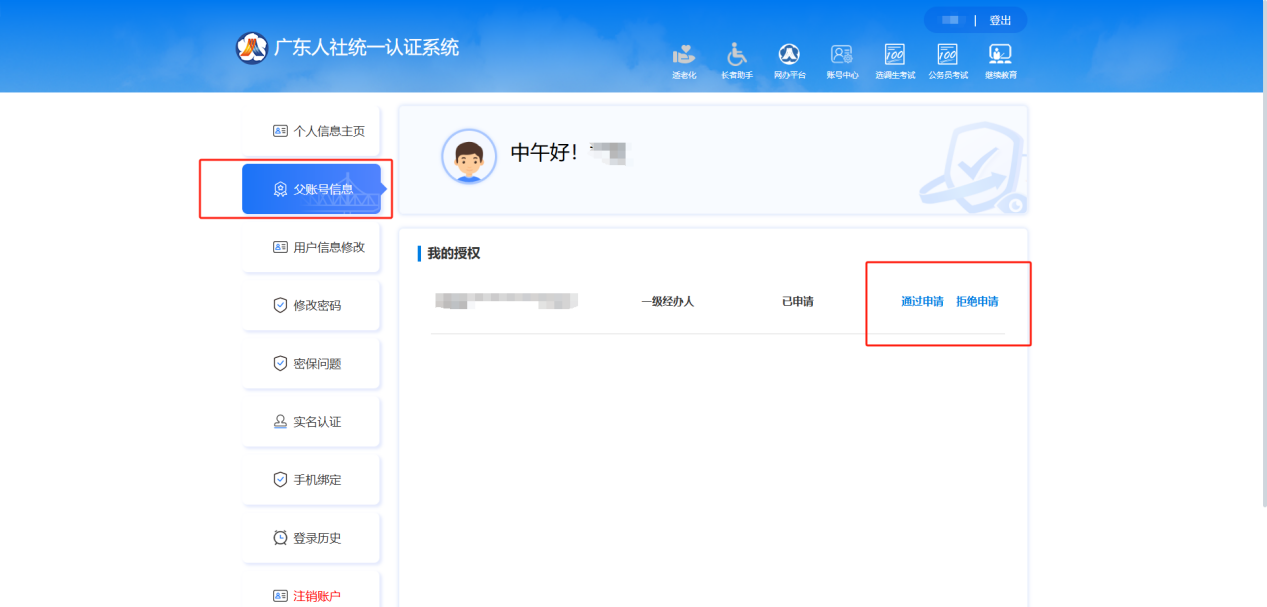 登出
广东人社统一认证系统
适老化 长者助手 网办平台 账号中心 选调生考试 公务员考试 继续教育
个人信息主页
父账号信息
用户信息修改
修改密码
密保问题
实名认证
手机绑定
登录历史
注销账户
中午好！
我的授权
一级经办人 已申请 通过申请 拒绝申请